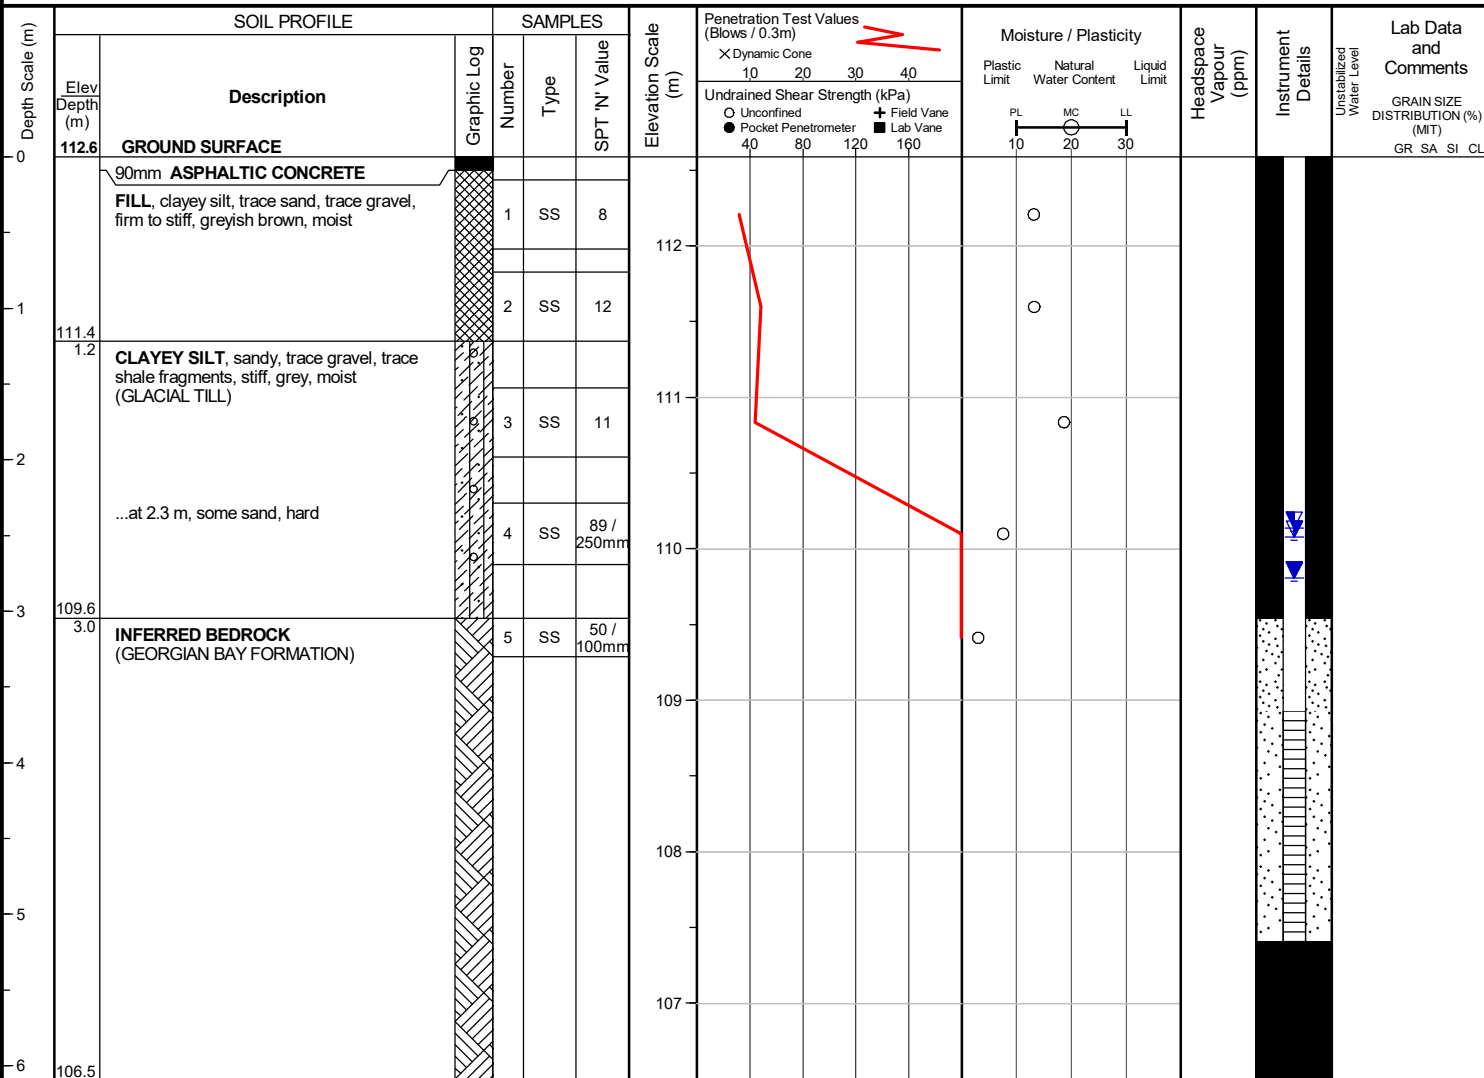 SOIL PROFILE
SAMPLES
Depth Scale (m)
Elev
Depth
(m)
Description
Graphic Log
Number
Type
SPT 'N' Value
Elevation Scale
(m)
Penetration Test Values
(Blows / 0.3m)
× Dynamic Cone
10 20 30 40
Undrained Shear Strength (kPa)
Unconfined
Field Vane
Pocket Penetrometer
Lab Vane
40 80 120 160
Moisture / Plasticity
Plastic
Limit
Natural
Water Content
Liquid
Limit
PL MC LL
10 20 30
Headspace
Vapour
(ppm)
Instrument
Details
Unstabilized
Water Level
Lab Data
and
Comments
GRAIN SIZE
DISTRIBUTION (%)
(MIT)
GR SA SI CL
112.6 GROUND SURFACE
0
90mm ASPHALTIC CONCRETE
FILL, clayey silt, trace sand, trace gravel,
firm to stiff, greyish brown, moist
1 SS 8
112
1
2 SS 12
111.4
1.2
CLAYEY SILT, sandy, trace gravel, trace
shale fragments, stiff, grey, moist
(GLACIAL TILL)
111
3 SS 11
2
...at 2.3 m, some sand, hard
4 SS 89 /
250mm
110
3
109.6
3.0
INFERRED BEDROCK
(GEORGIAN BAY FORMATION)
5 SS 50 /
100mm
109
4
108
5
107
6
106.5